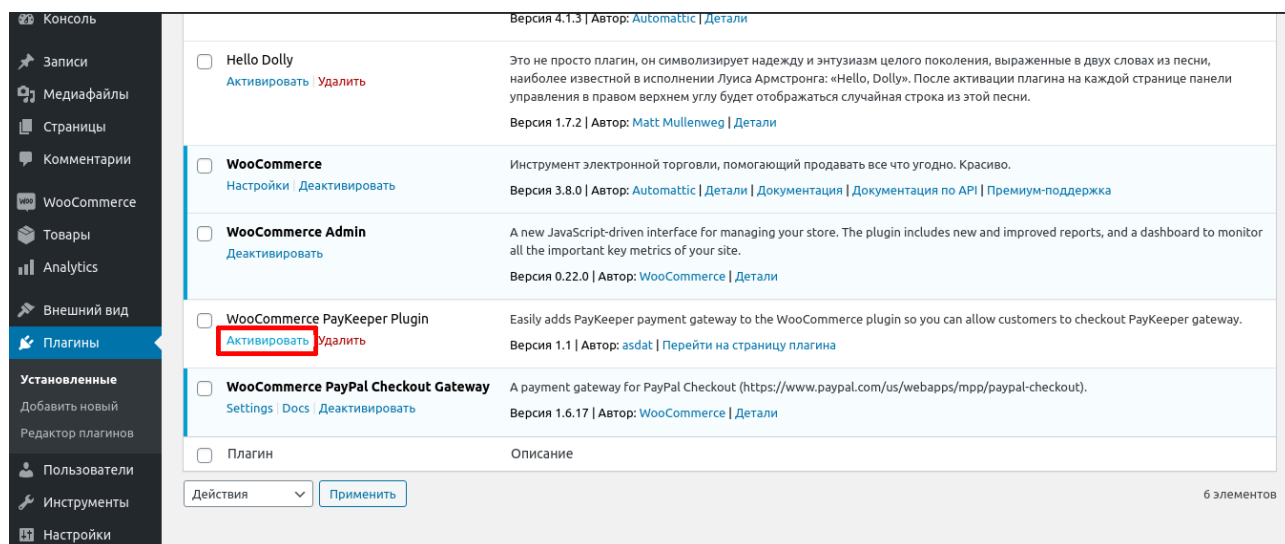 Консоль
Записи
Медиафайлы
Страницы
Комментарии
WooCommerce
Товары
Analytics
Внешний вид
Плагины
Установленные
Добавить новый
Редактор плагинов
Пользователи
Инструменты
Настройки
Версия 4.1.3 | Автор: Automattic | Детали
Hello Dolly
Активировать | Удалить
Это не просто плагин, он символизирует надежду и энтузиазм целого поколения, выраженные в двух словах из песни,
наиболее известной в исполнении Луиса Армстронга: «Hello, Dolly». После активации плагина на каждой странице панели
управления в правом верхнем углу будет отображаться случайная строка из этой песни.
Версия 1.7.2 | Автор: Matt Mullenweg | Детали
WooCommerce
Настройки | Деактивировать
Инструмент электронной торговли, помогающий продавать все что угодно. Красиво.
Версия 3.8.0 | Автор: Automattic | Детали | Документация | Документация по API | Премиум-поддержка
WooCommerce Admin
Деактивировать
A new JavaScript-driven interface for managing your store. The plugin includes new and improved reports, and a dashboard to monitor
all the important key metrics of your site.
Версия 0.22.0 | Автор: WooCommerce | Детали
WooCommerce PayKeeper Plugin
Активировать | Удалить
Easily adds PayKeeper payment gateway to the WooCommerce plugin so you can allow customers to checkout PayKeeper gateway.
Версия 1.1 | Автор: asdat | Перейти на страницу плагина
WooCommerce PayPal Checkout Gateway
Settings | Docs | Деактивировать
A payment gateway for PayPal Checkout (https://www.paypal.com/us/webapps/mpp/paypal-checkout).
Версия 1.6.17 | Автор: WooCommerce | Детали
Плагин
Описание
Действия
Применить
6 элементов